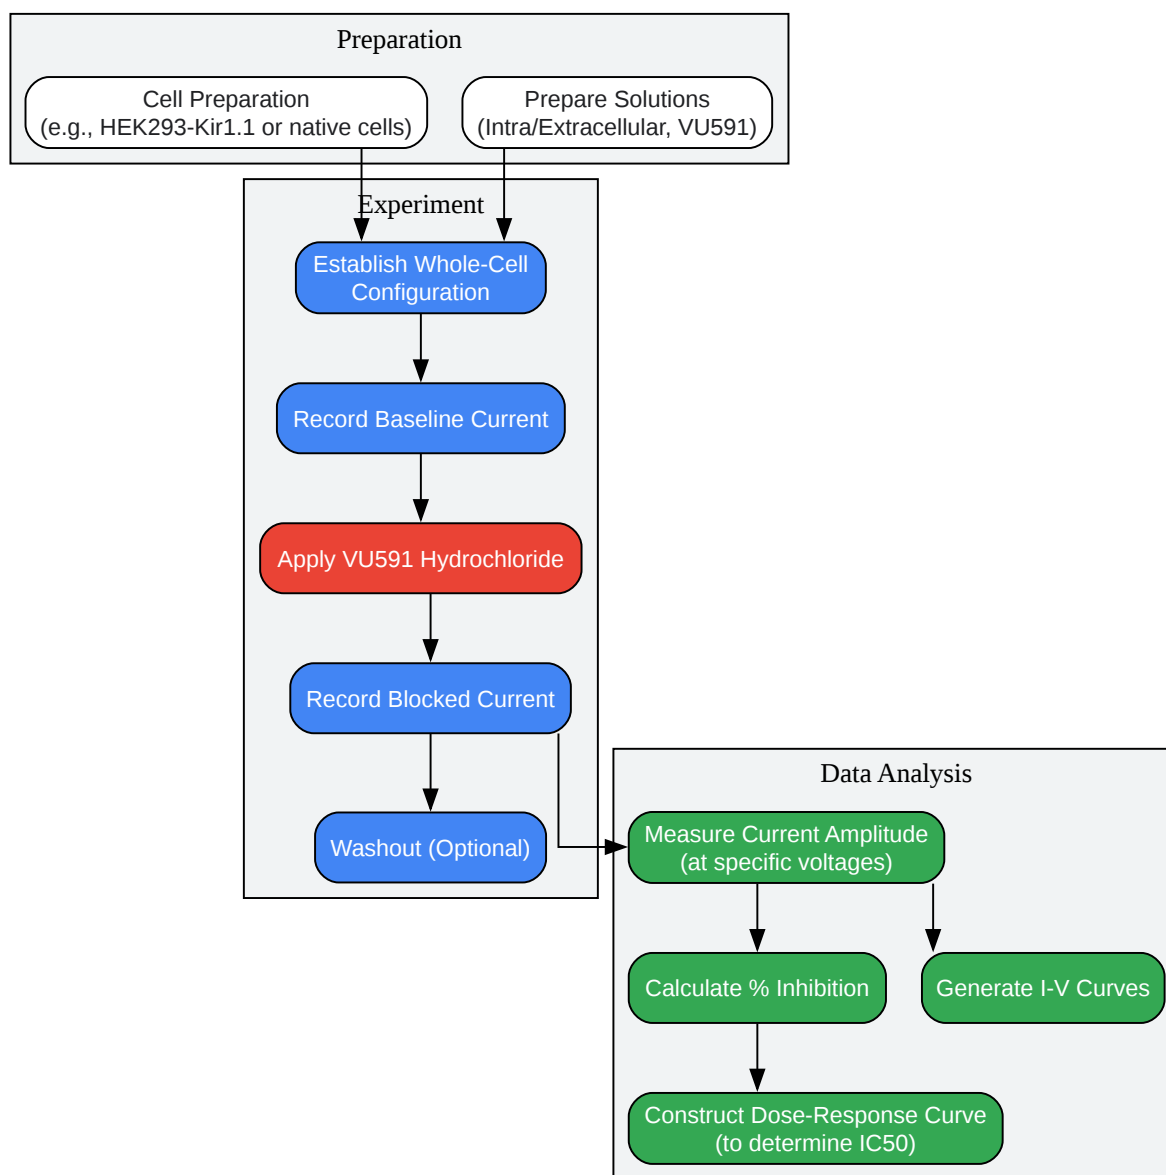 Preparation
Cell Preparation
(e.g., HEK293-Kir1.1 or native cells)
Prepare Solutions
(Intra/Extracellular, VU591)
Experiment
Establish Whole-Cell
Configuration
Record Baseline Current
Apply VU591 Hydrochloride
Record Blocked Current
Washout (Optional)
Data Analysis
Measure Current Amplitude
(at specific voltages)
Calculate % Inhibition
Generate I-V Curves
Construct Dose-Response Curve
(to determine IC50)